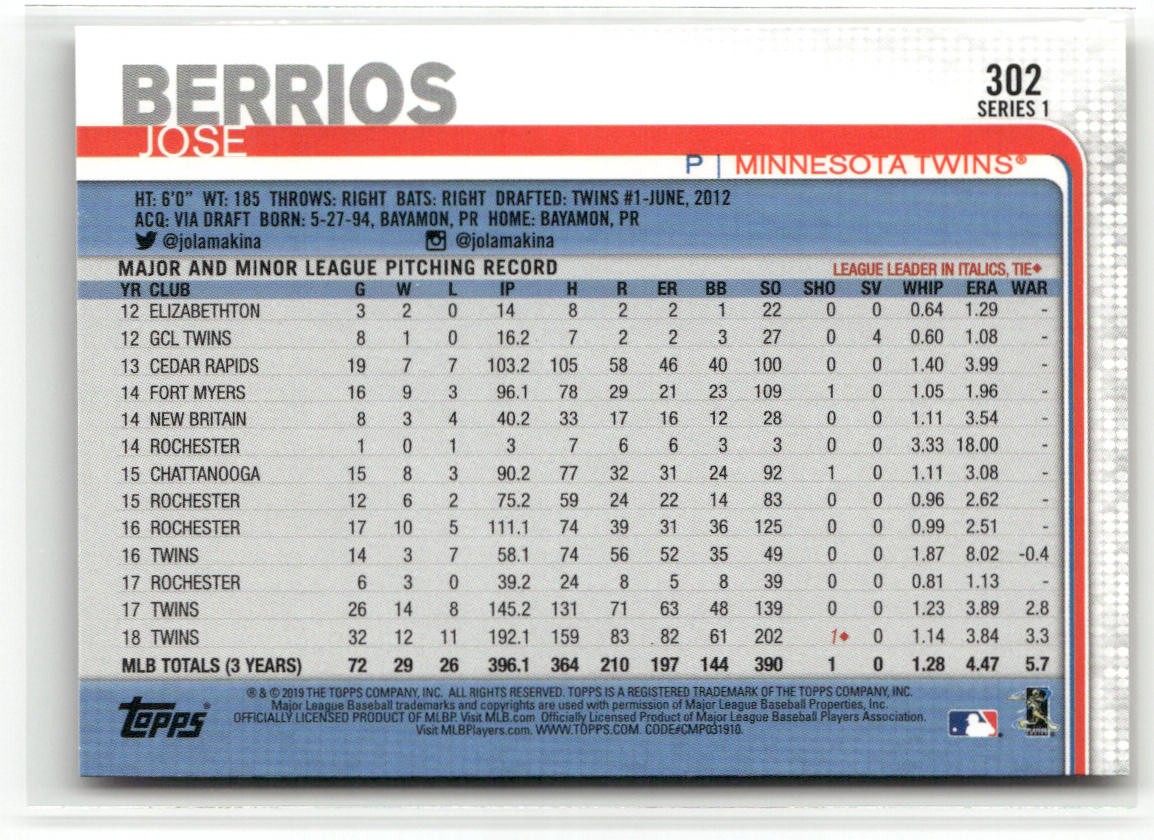 BERRIOS
JOSE
302
SERIES 1
P | MINNESOTA TWINS®
HT: 6'0" WT: 185 THROWS: RIGHT BATS: RIGHT DRAFTED: TWINS #1-JUNE, 2012
ACQ: VIA DRAFT BORN: 5-27-94, BAYAMON, PR HOME: BAYAMON, PR
@jolamakina @jolamakina
MAJOR AND MINOR LEAGUE PITCHING RECORD LEAGUE LEADER IN ITALICS, TIE◆
YR CLUB G W L IP H R ER BB SO SHO SV WHIP ERA WAR
12 ELIZABETHTON 3 2 0 14 8 2 2 1 22 0 0 0.64 1.29 -
12 GCL TWINS 8 1 0 16.2 7 2 2 3 27 0 4 0.60 1.08 -
13 CEDAR RAPIDS 19 7 7 103.2 105 58 46 40 100 0 0 1.40 3.99 -
14 FORT MYERS 16 9 3 96.1 78 29 21 23 109 1 0 1.05 1.96 -
14 NEW BRITAIN 8 3 4 40.2 33 17 16 12 28 0 0 1.11 3.54 -
14 ROCHESTER 1 0 1 3 7 6 6 3 3 0 0 3.33 18.00 -
15 CHATTANOOGA 15 8 3 90.2 77 32 31 24 92 1 0 1.11 3.08 -
15 ROCHESTER 12 6 2 75.2 59 24 22 14 83 0 0 0.96 2.62 -
16 ROCHESTER 17 10 5 111.1 74 39 31 36 125 0 0 0.99 2.51 -
16 TWINS 14 3 7 58.1 74 56 52 35 49 0 0 1.87 8.02 -0.4
17 ROCHESTER 6 3 0 39.2 24 8 5 8 39 0 0 0.81 1.13 -
17 TWINS 26 14 8 145.2 131 71 63 48 139 0 0 1.23 3.89 2.8
18 TWINS 32 12 11 192.1 159 83 82 61 202 1◆ 0 1.14 3.84 3.3
MLB TOTALS (3 YEARS) 72 29 26 396.1 364 210 197 144 390 1 0 1.28 4.47 5.7
topps®
® & © 2019 THE TOPPS COMPANY, INC. ALL RIGHTS RESERVED. TOPPS IS A REGISTERED TRADEMARK OF THE TOPPS COMPANY, INC.
Major League Baseball trademarks and copyrights are used with permission of Major League Baseball Properties, Inc.
OFFICIALLY LICENSED PRODUCT OF MLBP. Visit MLB.com Officially Licensed Product of Major League Baseball Players Association.
Visit MLBPlayers.com. WWW.TOPPS.COM. CODE#CMP031910.